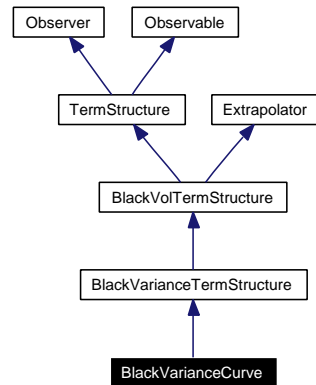 Observer
Observable
TermStructure
Extrapolator
BlackVolTermStructure
BlackVarianceTermStructure
BlackVarianceCurve